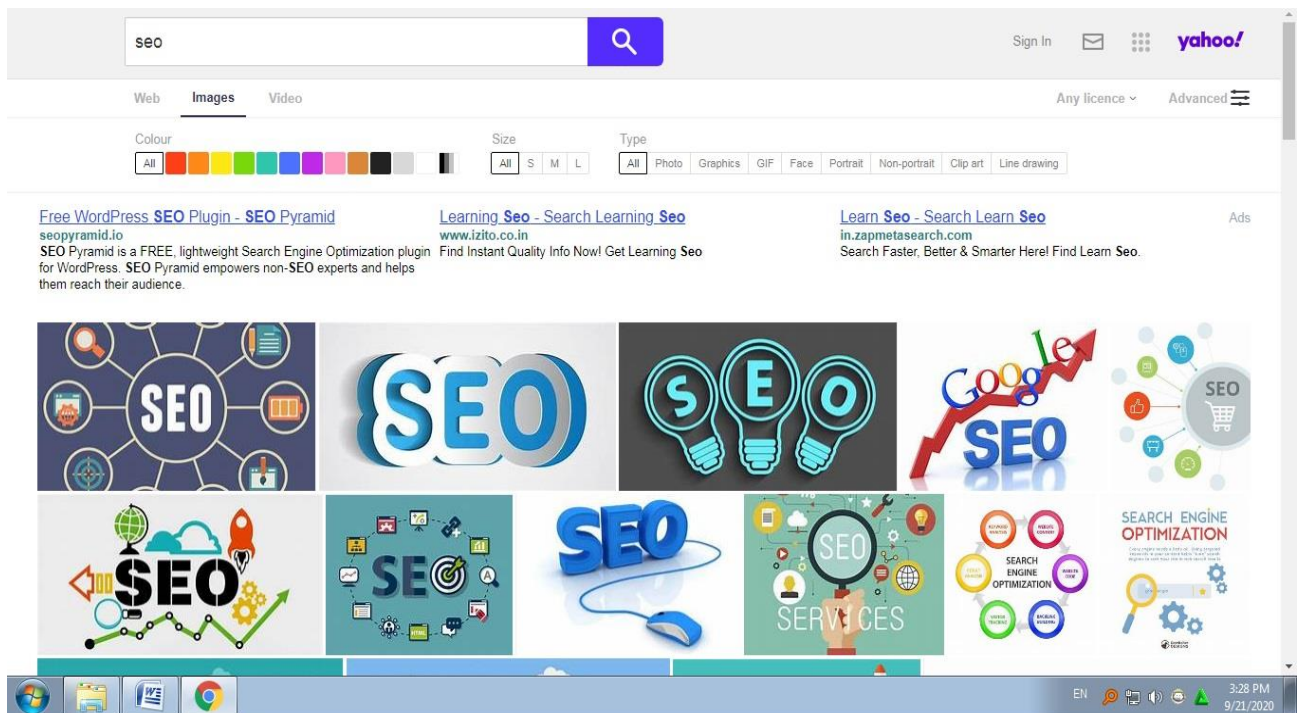 seo
Sign In
yahoo!
Web Images Video
Any licence
Advanced
Colour Size Type
All
All S M L
All Photo Graphics GIF Face Portrait Non-portrait Clip art Line drawing
Free WordPress SEO Plugin - SEO Pyramid
seopyramid.io
SEO Pyramid is a FREE, lightweight Search Engine Optimization plugin
for WordPress. SEO Pyramid empowers non-SEO experts and helps
them reach their audience.
Learning Seo - Search Learning Seo
www.izito.co.in
Find Instant Quality Info Now! Get Learning Seo
Learn Seo - Search Learn Seo
in.zapmetasearch.com
Search Faster, Better & Smarter Here! Find Learn Seo.
Ads
SEO
SEO
SEO
Google
SEO
SEO
SEO
SEO
HTML
SEO
SEO
SERVICES
SEARCH
ENGINE
OPTIMIZATION
SEARCH ENGINE
OPTIMIZATION
EN
3:28 PM
9/21/2020